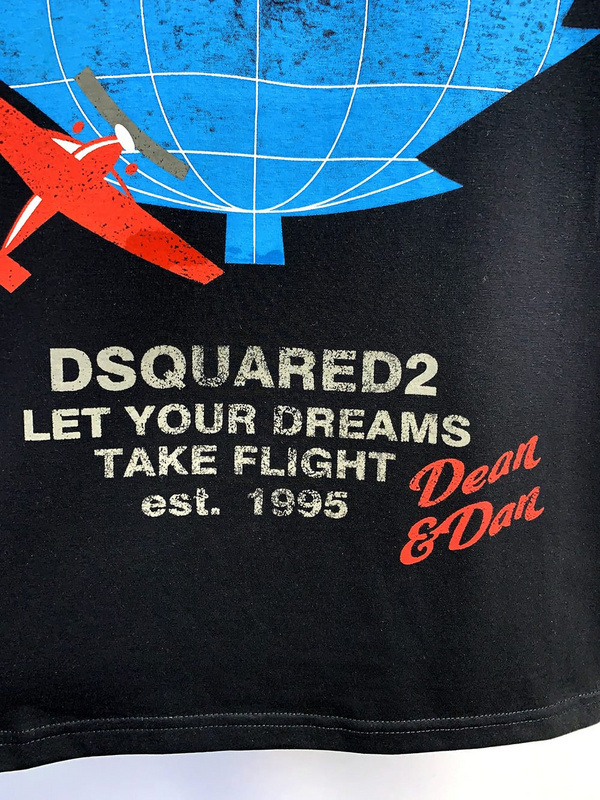 DSQUARED2
LET YOUR DREAMS
TAKE FLIGHT
est. 1995
Dean
&Dan